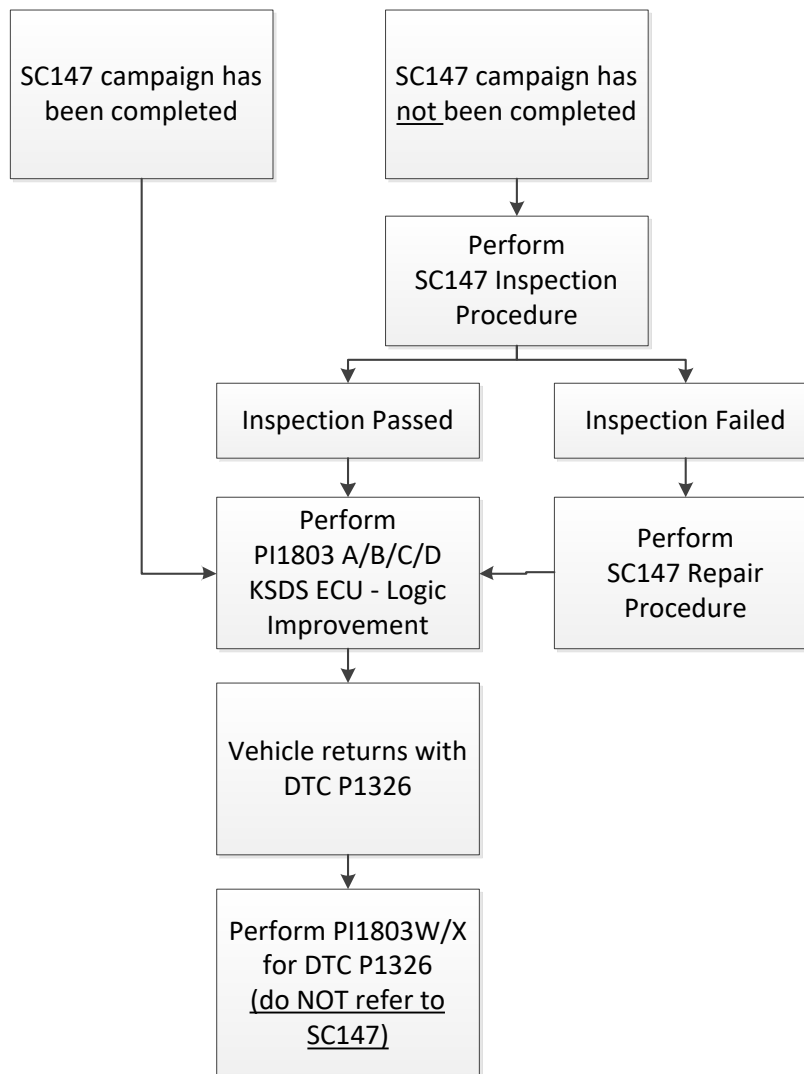 SC147 campaign has
been completed
SC147 campaign has
not been completed
Perform
SC147 Inspection
Procedure
Inspection Passed
Inspection Failed
Perform
PI1803 A/B/C/D
KSDS ECU - Logic
Improvement
Perform
SC147 Repair
Procedure
Vehicle returns with
DTC P1326
Perform PI1803W/X
for DTC P1326
(do NOT refer to
SC147)